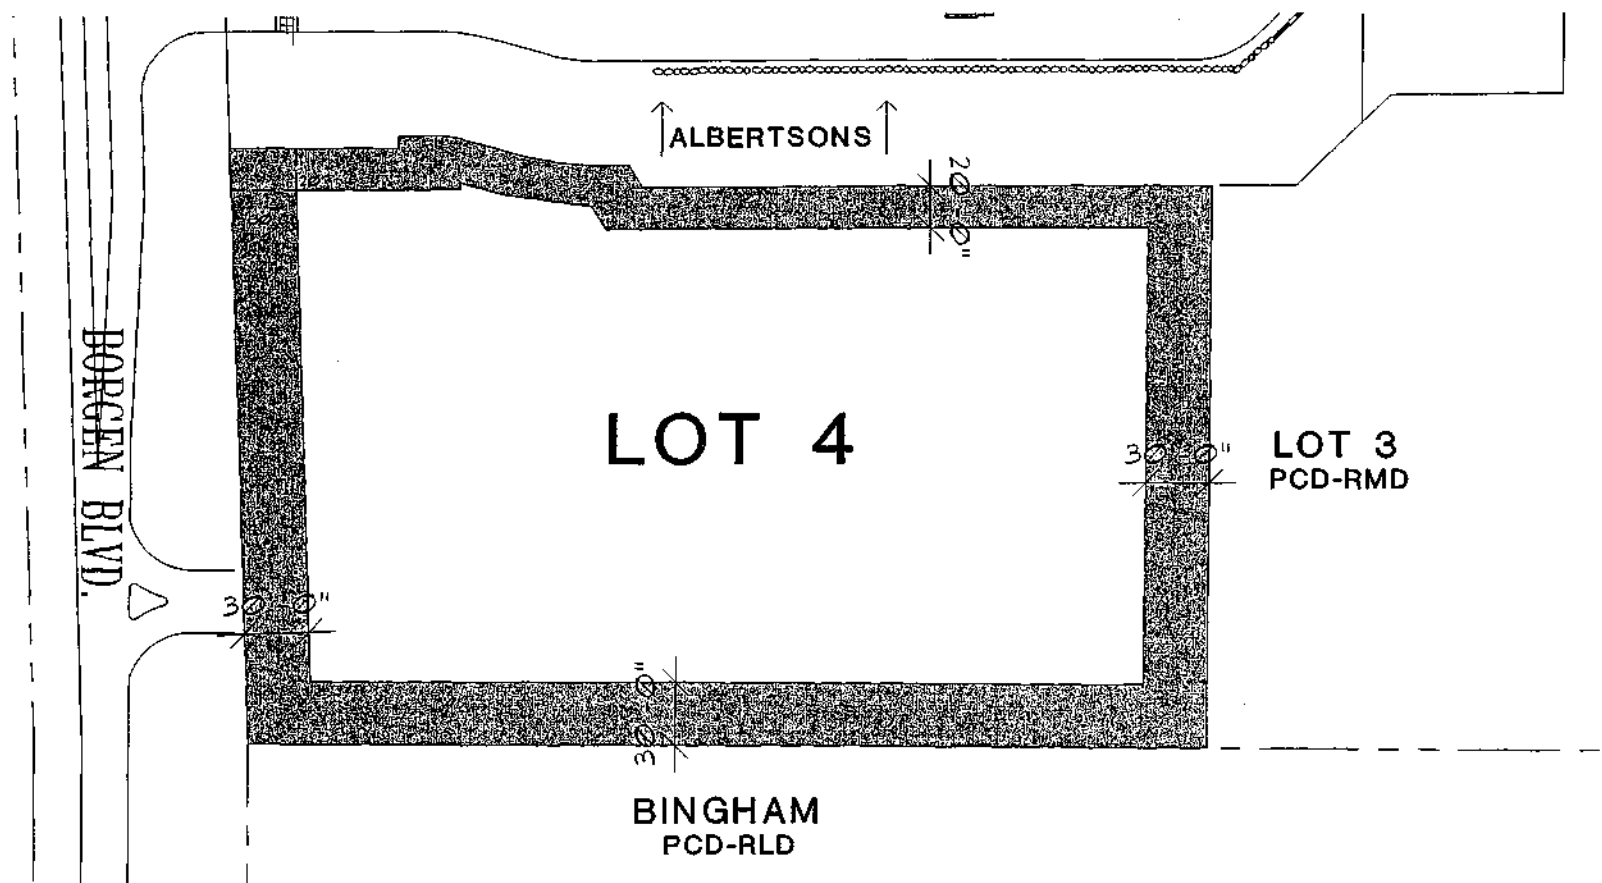 ALBERTSONS
20 0"
BORGEN BLVD.
LOT 4
30 0"
LOT 3
PCD-RMD
30 0"
30 0"
BINGHAM
PCD-RLD